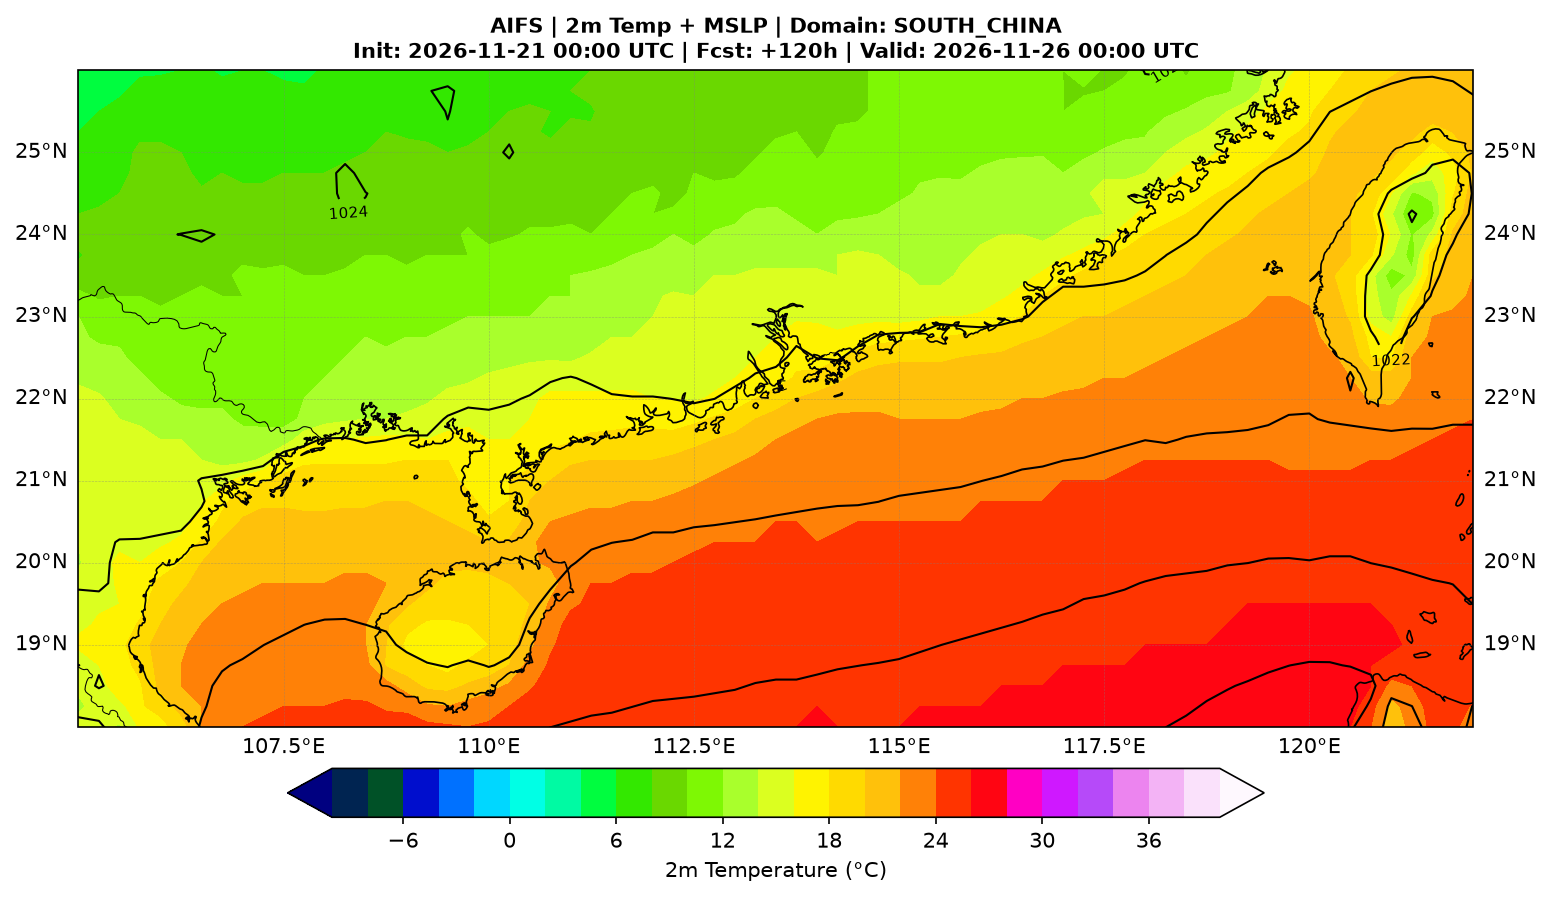 AIFS | 2m Temp + MSLP | Domain: SOUTH_CHINA
Init: 2026-11-21 00:00 UTC | Fcst: +120h | Valid: 2026-11-26 00:00 UTC
25°N
24°N
23°N
22°N
21°N
20°N
19°N
1024
1022
25°N
24°N
23°N
22°N
21°N
20°N
19°N
107.5°E 110°E 112.5°E 115°E 117.5°E 120°E
−6 0 6 12 18 24 30 36
2m Temperature (°C)